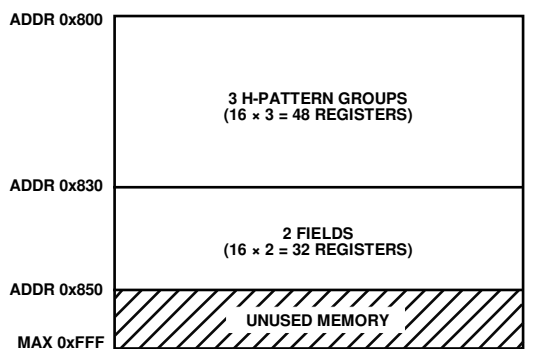 ADDR 0x800
3 H-PATTERN GROUPS
(16 × 3 = 48 REGISTERS)
ADDR 0x830
2 FIELDS
(16 × 2 = 32 REGISTERS)
ADDR 0x850
UNUSED MEMORY
MAX 0xFFF